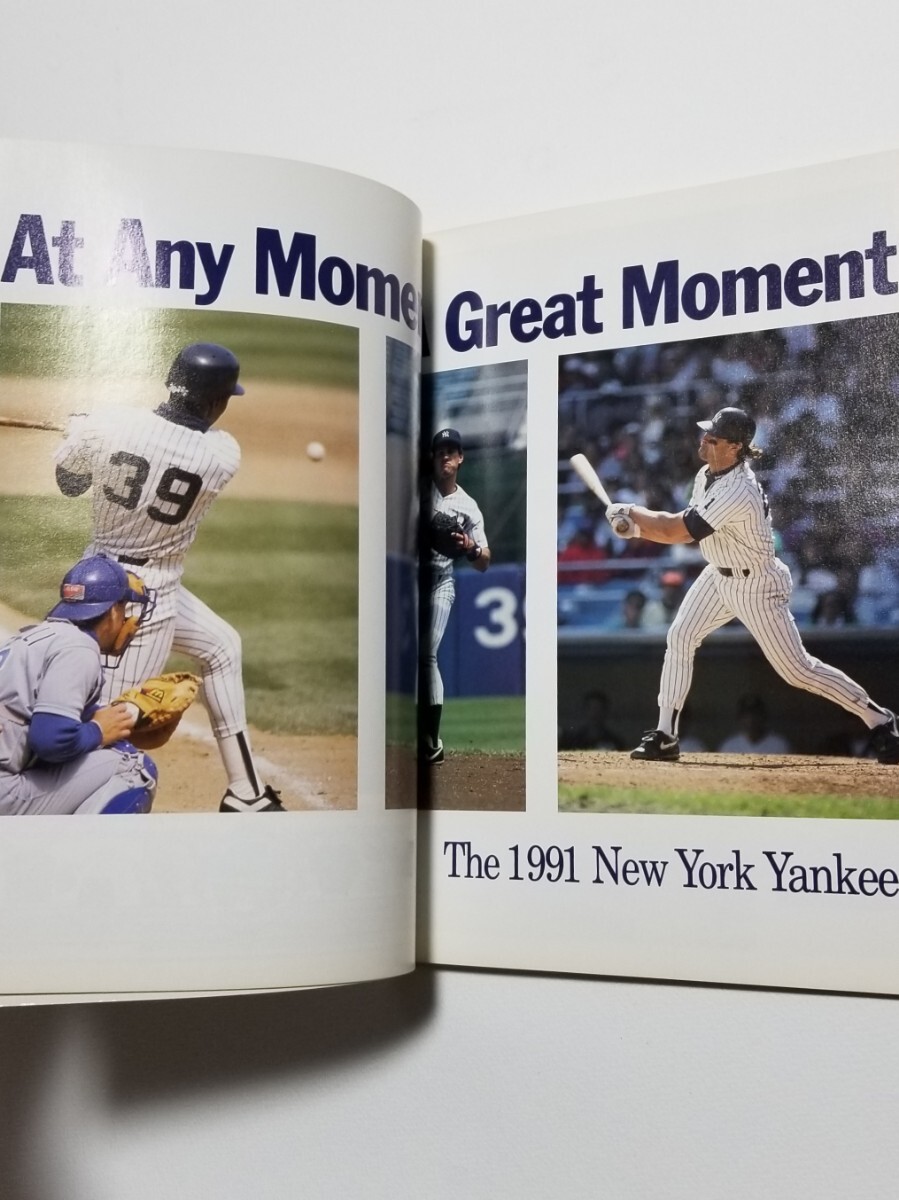 At Any Mome
Great Moment
39
39
The 1991 New York Yankee